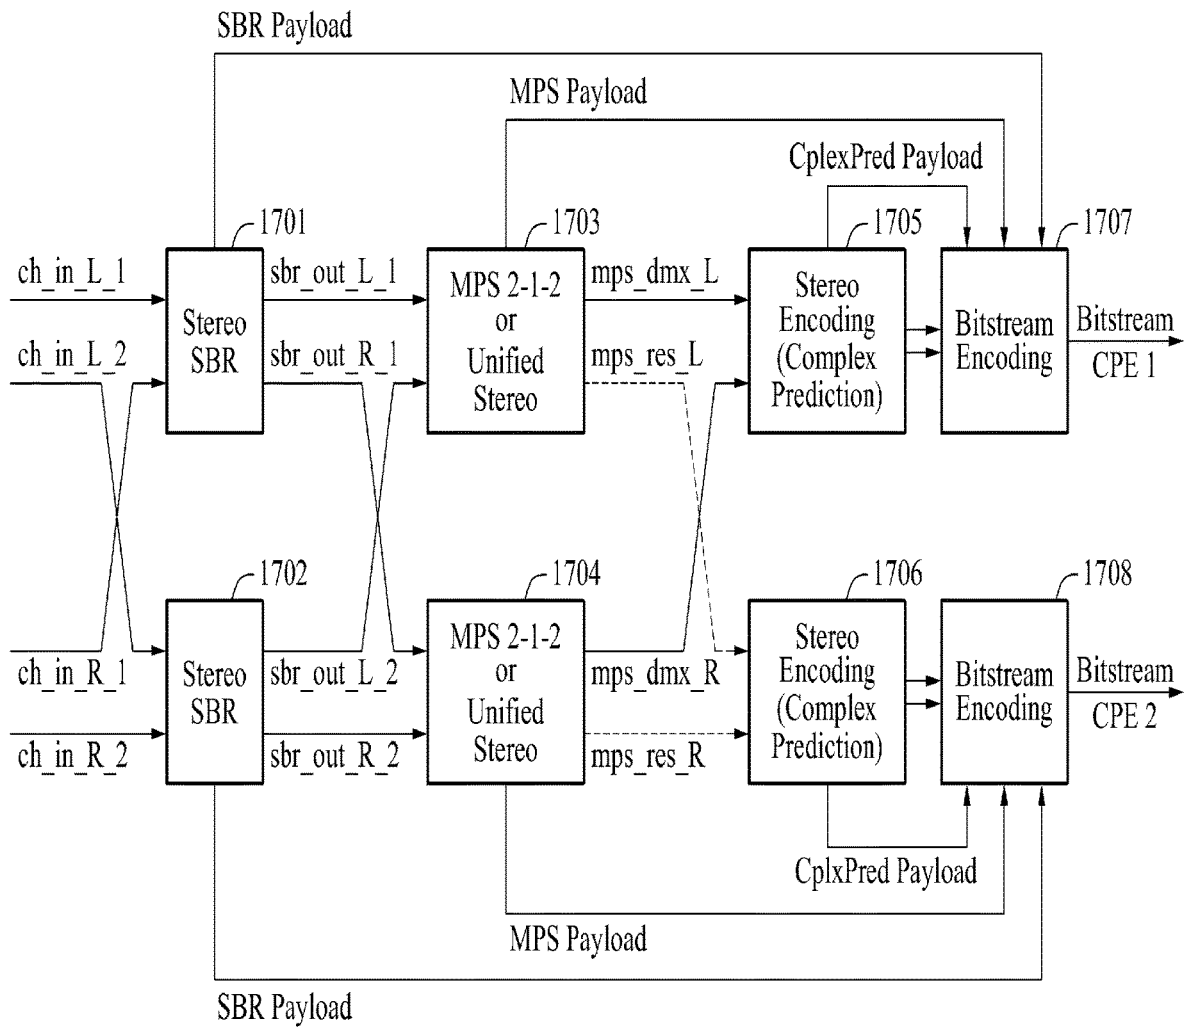 SBR Payload
MPS Payload
CplexPred Payload
1701
1703
1705
1707
ch_in_L_1
sbr_out_L_1
mps_dmx_L
ch_in_L_2
sbr_out_R_1
mps_res_L
Stereo
SBR
MPS 2-1-2
or
Unified
Stereo
Stereo
Encoding
(Complex
Prediction)
Bitstream
Encoding
Bitstream
CPE 1
1702
1704
1706
1708
ch_in_R_1
sbr_out_L_2
mps_dmx_R
ch_in_R_2
sbr_out_R_2
mps_res_R
Stereo
SBR
MPS 2-1-2
or
Unified
Stereo
Stereo
Encoding
(Complex
Prediction)
Bitstream
Encoding
Bitstream
CPE 2
CplxPred Payload
MPS Payload
SBR Payload